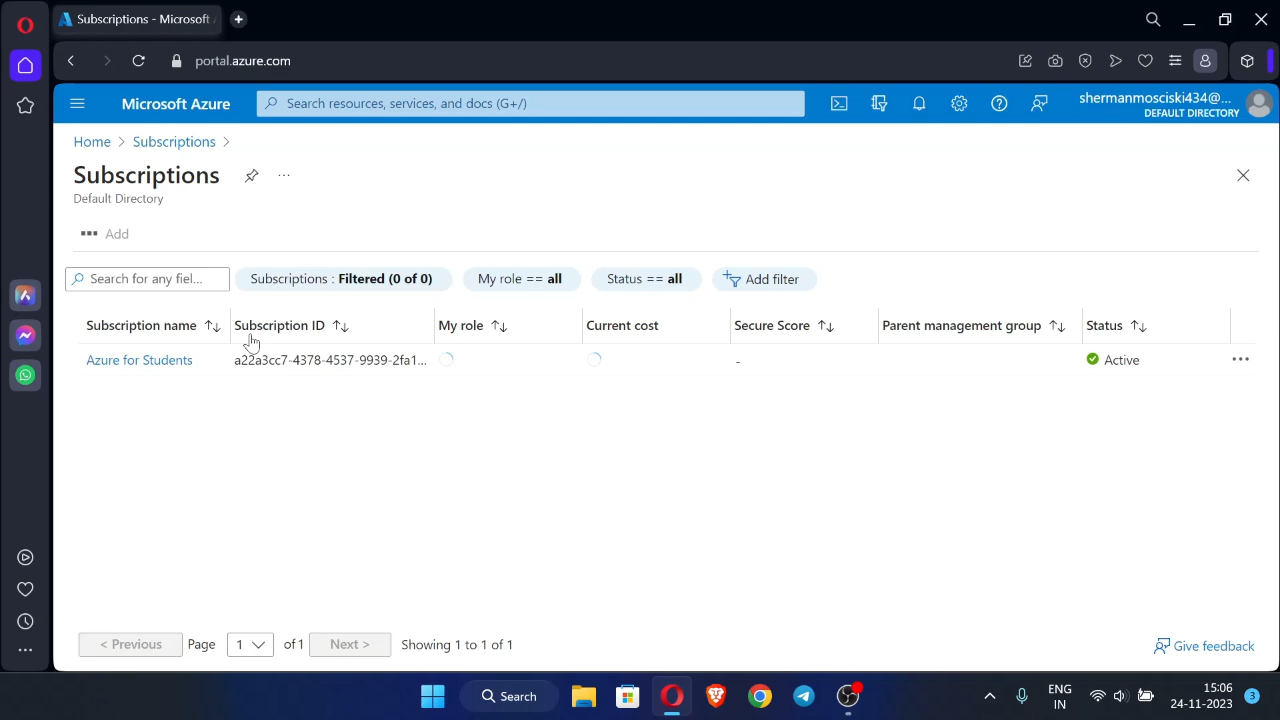 Subscriptions - Microsoft A
portal.azure.com
Microsoft Azure
Search resources, services, and docs (G+/)
shermanmosciski434@...
DEFAULT DIRECTORY
Home > Subscriptions >
Subscriptions
Default Directory
Add
Search for any fiel...
Subscriptions : Filtered (0 of 0)
My role == all
Status == all
Add filter
Subscription name
Subscription ID
My role
Current cost
Secure Score
Parent management group
Status
Azure for Students
a22a3cc7-4378-4537-9939-2fa1...
-
Active
< Previous
Page
1
of 1
Next >
Showing 1 to 1 of 1
Give feedback
Search
ENG
IN
15:06
24-11-2023
3